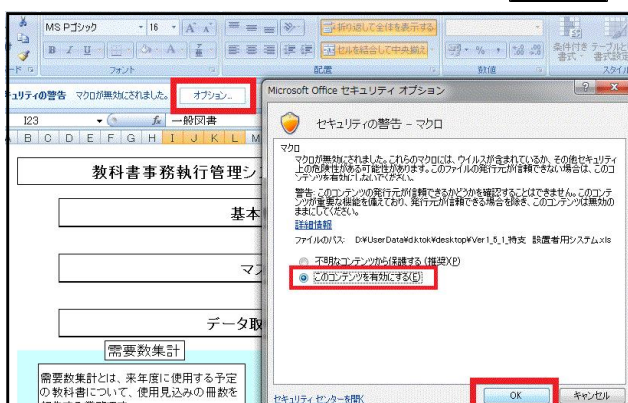 MS Pゴシック 16 A A 折り返して全体を表示する
B I U A セルを結合して中央揃え % 条件付き テーブルと
書式 書式設定
フォント 配置 数値 スタイル
セキュリティの警告 マクロが無効にされました。 オプション...
I23 fx 一般図書
B C D E F G H I J K L M
教科書事務執行管理シ
基本
マス
データ取
需要数集計
需要数集計とは、来年度に使用する予定
の教科書について、使用見込みの冊数を
Microsoft Office セキュリティ オプション
セキュリティの警告 - マクロ
マクロ
マクロが無効にされました。これらのマクロには、ウイルスが含まれているか、その他セキュリティ
上の危険性がある可能性があります。このファイルの発行元が信頼できない場合は、このコ
ンテンツを有効にしないでください。
警告: このコンテンツの発行元が信頼できるかどうかを確認することはできません。このコンテ
ンツが重要な機能を備えており、発行元が信頼できる場合を除き、このコンテンツは無効の
ままにしてください。
詳細情報
ファイルのパス: D:¥UserData¥d.ktok¥desktop¥Ver1_5_1_特支 設置者用システム.xls
不明なコンテンツから保護する (推奨)(P)
このコンテンツを有効にする(E)
セキュリティ センターを開く OK キャンセル